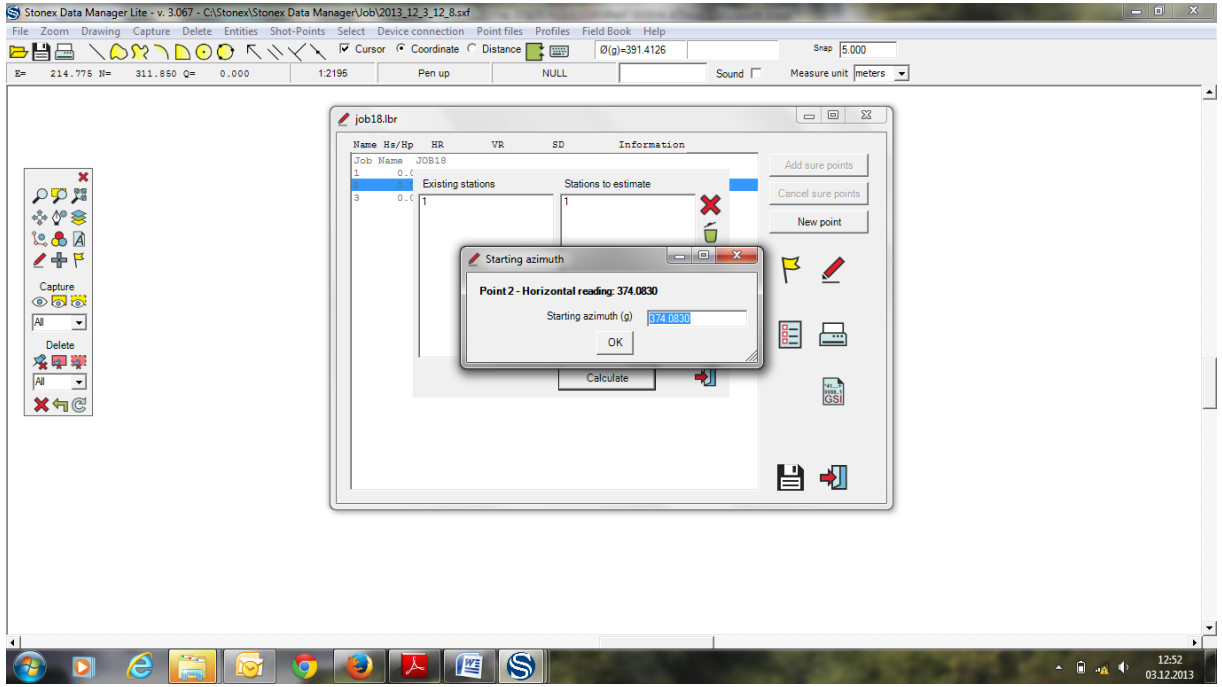 Stonex Data Manager Lite - v. 3.067 - C:\Stonex\Stonex Data Manager\Job\2013_12_3_12_8.sxf
File Zoom Drawing Capture Delete Entities Shot-Points Select Device connection Point files Profiles Field Book Help
Cursor Coordinate Distance Ø(g)=391.4126 Snap 5.000
E= 214.775 N= 311.850 Q= 0.000 1:2195 Pen up NULL Sound Measure unit meters
job18.lbr
Name Hs/Hp HR VR SD Information
Job Name JOB18
1 0.0
2 0.0
3 0.0
Existing stations Stations to estimate
1 1
Add sure points
Cancel sure points
New point
Starting azimuth
Point 2 - Horizontal reading: 374.0830
Starting azimuth (g) 374.0830
OK
Calculate
GSI
Capture
All
Delete
All
12:52
03.12.2013